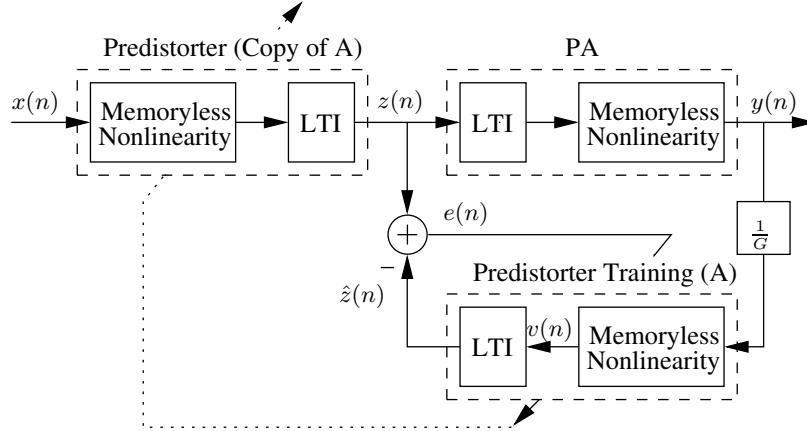 Predistorter (Copy of A)
PA
x(n)
Memoryless
Nonlinearity
LTI
z(n)
LTI
Memoryless
Nonlinearity
y(n)
e(n)
+
−
1
G
Predistorter Training (A)
ẑ(n)
LTI
v(n)
Memoryless
Nonlinearity